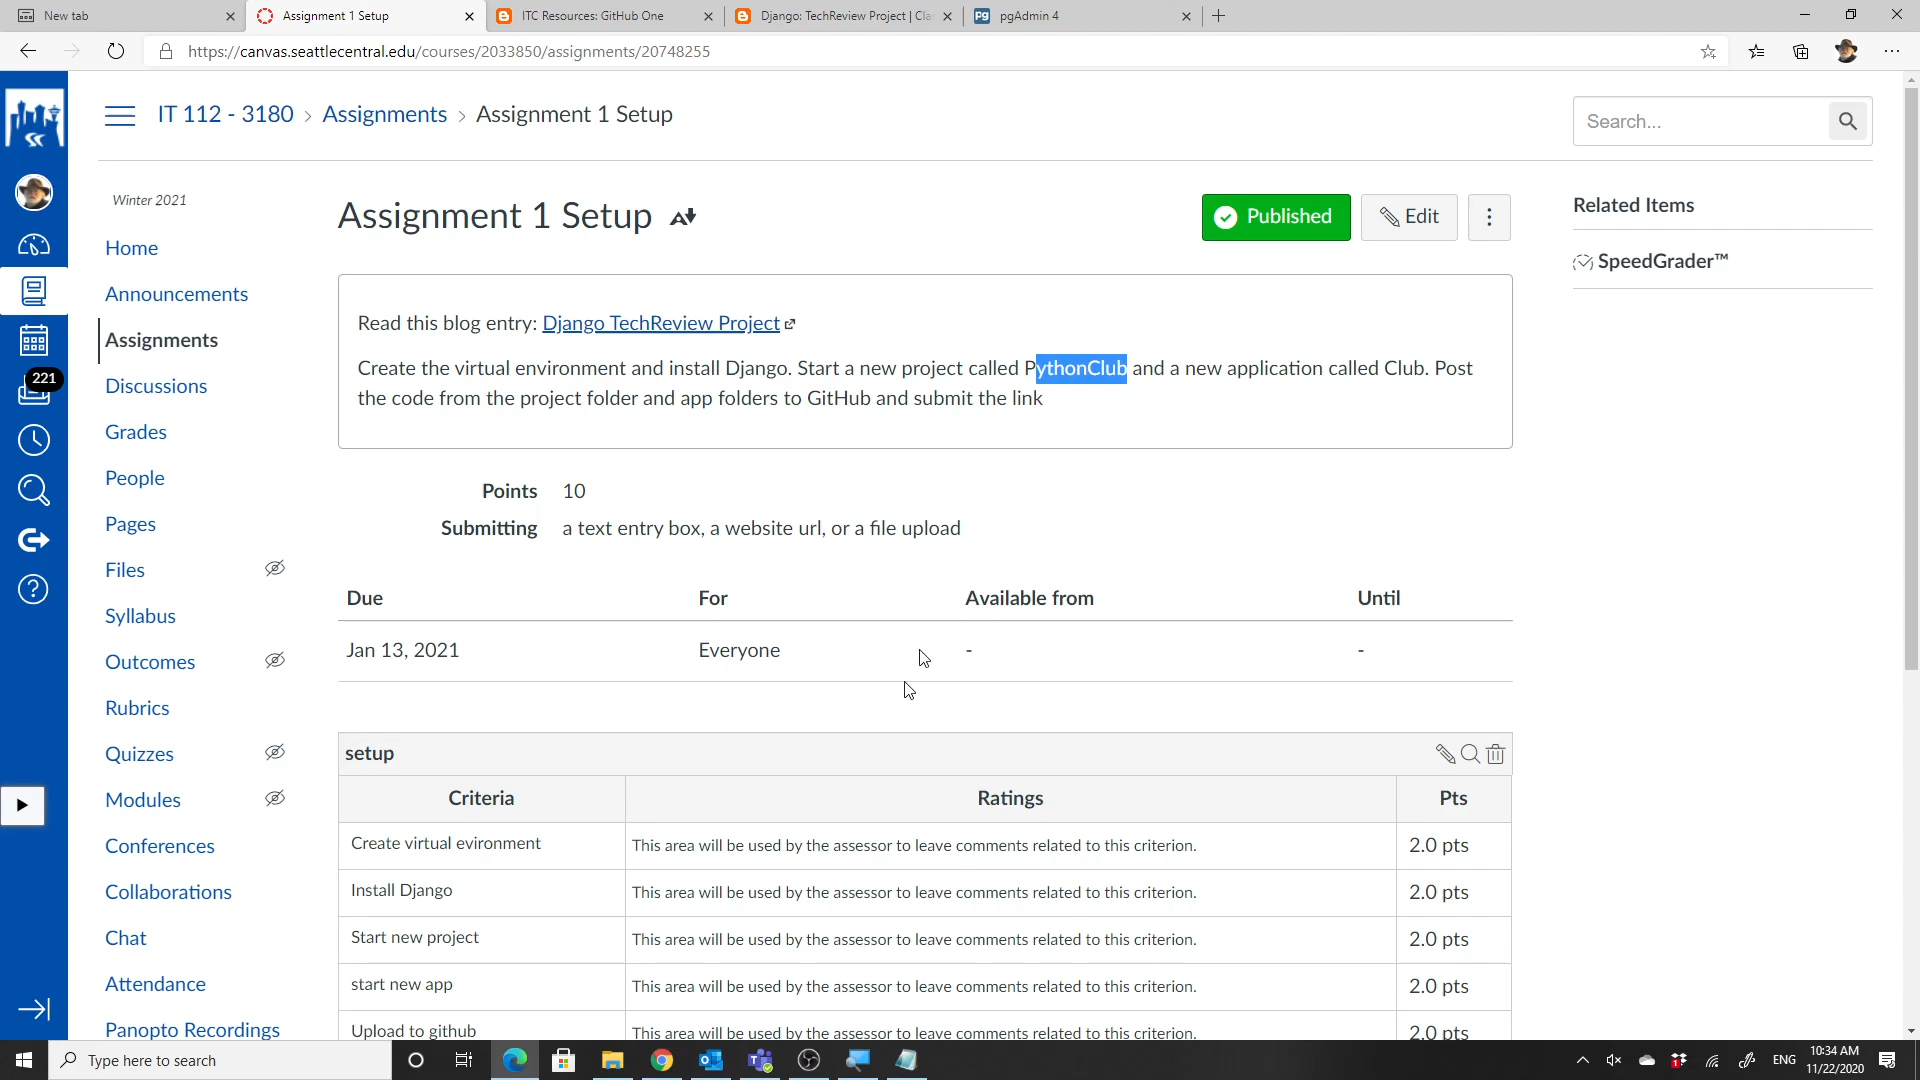 New tab
Assignment 1 Setup
ITC Resources: GitHub One
Django: TechReview Project | Cla
pgAdmin 4
https://canvas.seattlecentral.edu/courses/2033850/assignments/20748255
IT 112 - 3180 › Assignments › Assignment 1 Setup
Search...
Winter 2021
Home
Announcements
Assignments
Discussions
221
Grades
People
Pages
Files
Syllabus
Outcomes
Rubrics
Quizzes
Modules
Conferences
Collaborations
Chat
Attendance
Panopto Recordings
Assignment 1 Setup
Published
Edit
Related Items
SpeedGrader™
Read this blog entry: Django TechReview Project
Create the virtual environment and install Django. Start a new project called PythonClub and a new application called Club. Post
the code from the project folder and app folders to GitHub and submit the link
Points 10
Submitting a text entry box, a website url, or a file upload
Due For Available from Until
Jan 13, 2021 Everyone - -
setup
Criteria Ratings Pts
Create virtual evironment This area will be used by the assessor to leave comments related to this criterion. 2.0 pts
Install Django This area will be used by the assessor to leave comments related to this criterion. 2.0 pts
Start new project This area will be used by the assessor to leave comments related to this criterion. 2.0 pts
start new app This area will be used by the assessor to leave comments related to this criterion. 2.0 pts
Upload to github This area will be used by the assessor to leave comments related to this criterion. 2.0 pts
Type here to search
ENG
10:34 AM
11/22/2020